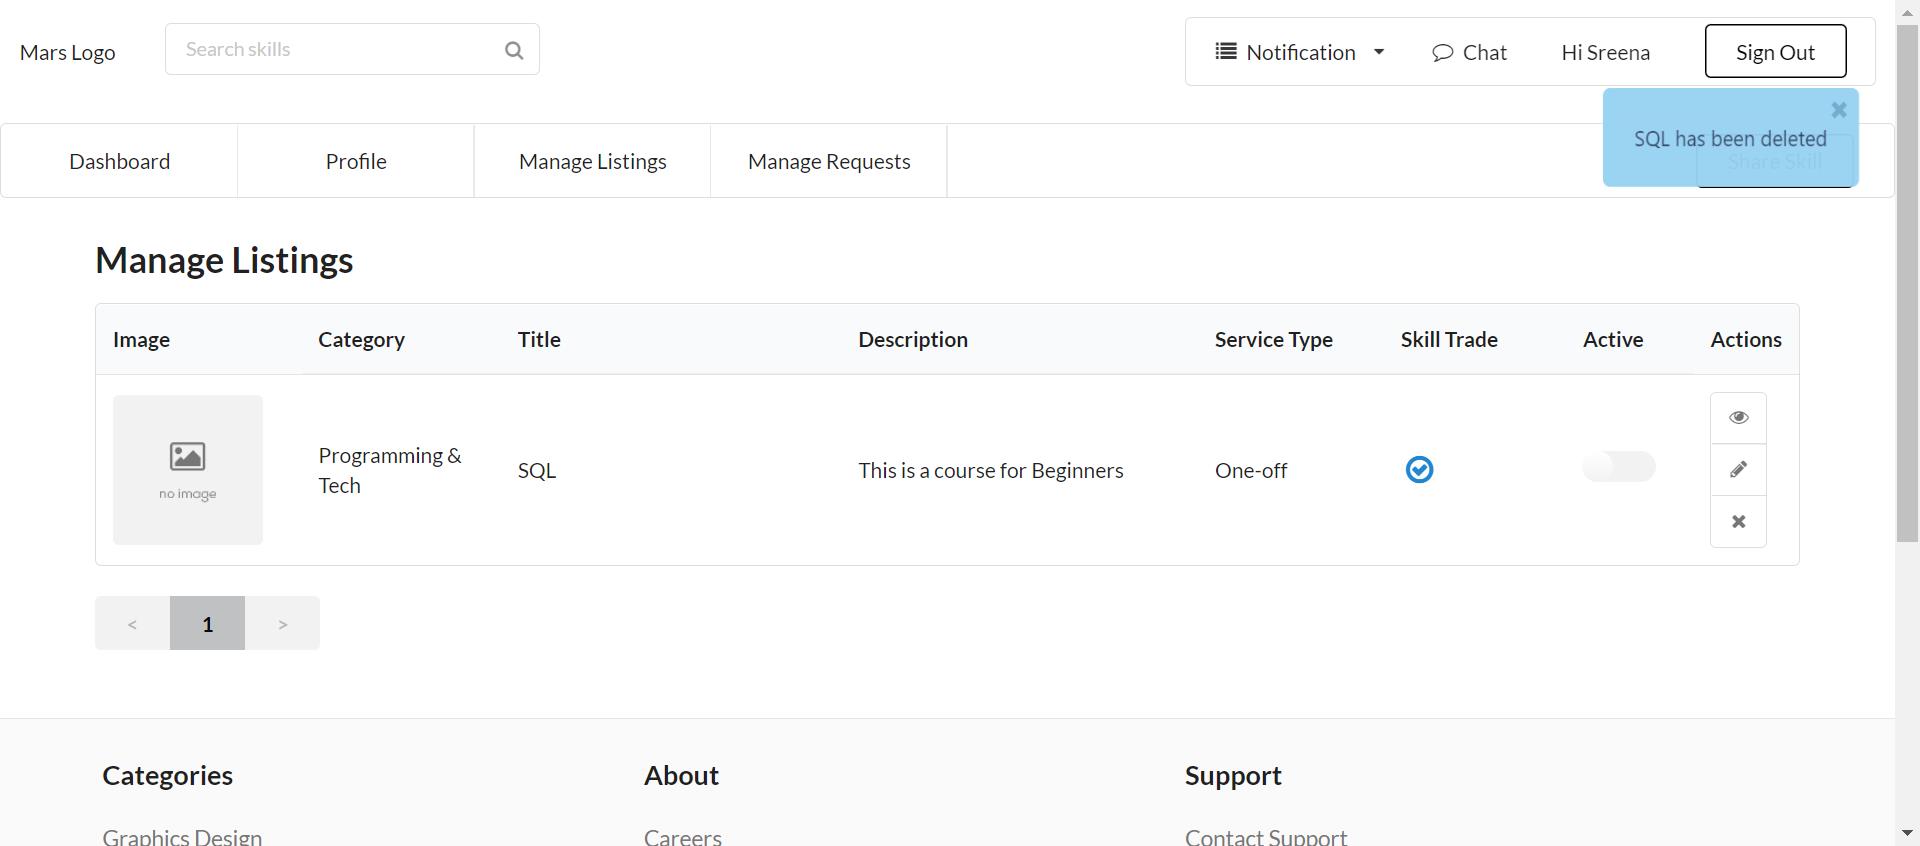 Mars Logo
Search skills
Notification
Chat
Hi Sreena
Sign Out
SQL has been deleted
Dashboard
Profile
Manage Listings
Manage Requests
Share Skill
Manage Listings
Image
Category
Title
Description
Service Type
Skill Trade
Active
Actions
no image
Programming &
Tech
SQL
This is a course for Beginners
One-off
<
1
>
Categories
About
Support
Graphics Design
Careers
Contact Support